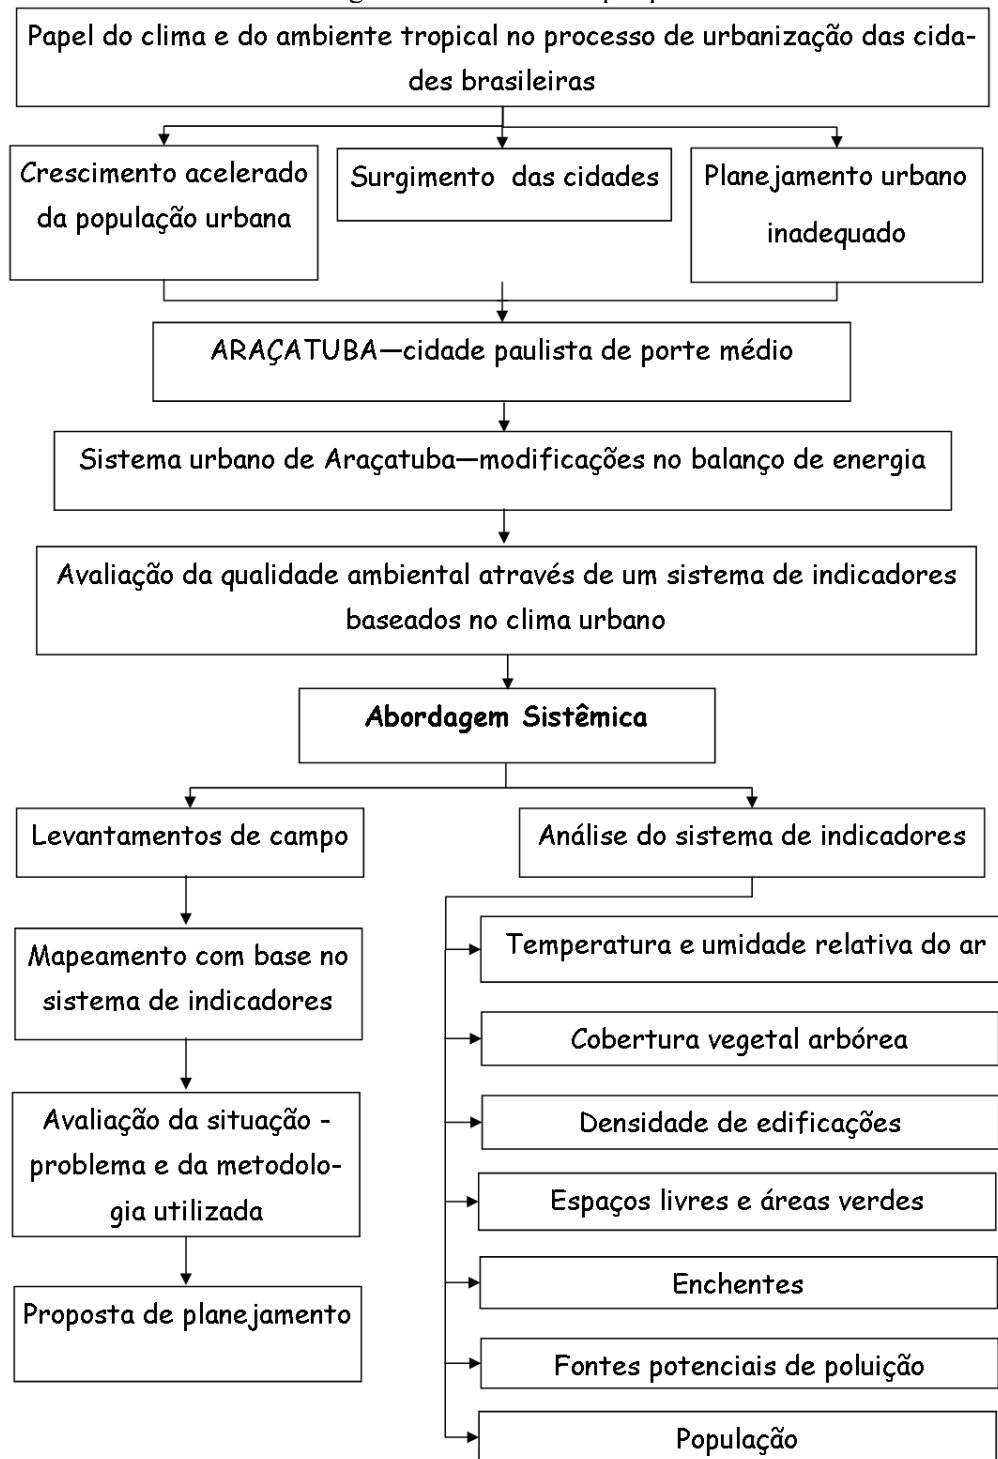 Papel do clima e do ambiente tropical no processo de urbanização das cida-
des brasileiras
Crescimento acelerado
da população urbana
Surgimento das cidades
Planejamento urbano
inadequado
ARAÇATUBA—cidade paulista de porte médio
Sistema urbano de Araçatuba—modificações no balanço de energia
Avaliação da qualidade ambiental através de um sistema de indicadores
baseados no clima urbano
Abordagem Sistêmica
Levantamentos de campo
Mapeamento com base no
sistema de indicadores
Avaliação da situação -
problema e da metodolo-
gia utilizada
Proposta de planejamento
Análise do sistema de indicadores
Temperatura e umidade relativa do ar
Cobertura vegetal arbórea
Densidade de edificações
Espaços livres e áreas verdes
Enchentes
Fontes potenciais de poluição
População